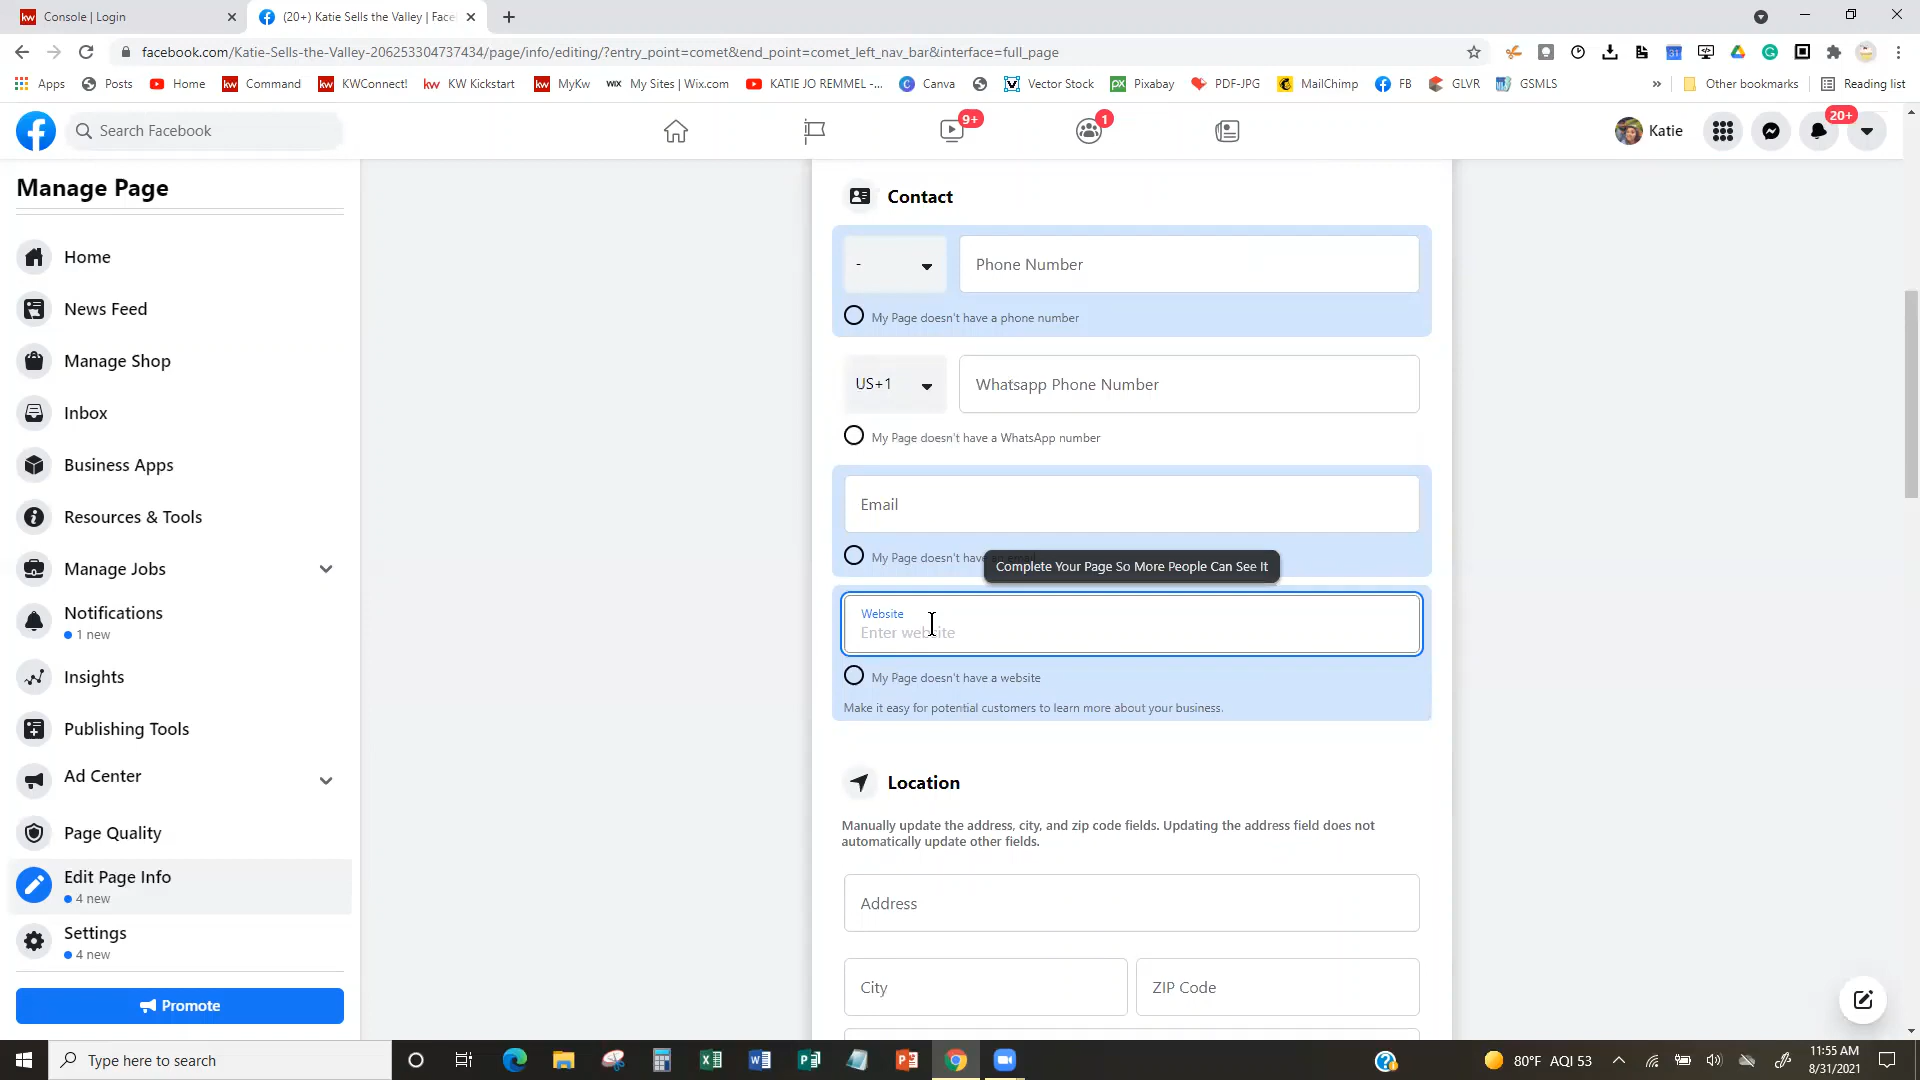 Console | Login
(20+) Katie Sells the Valley | Face
facebook.com/Katie-Sells-the-Valley-206253304737434/page/info/editing/?entry_point=comet&end_point=comet_left_nav_bar&interface=full_page
Apps
Posts
Home
Command
KWConnect!
KW Kickstart
MyKw
My Sites | Wix.com
KATIE JO REMMEL -...
Canva
Vector Stock
Pixabay
PDF-JPG
MailChimp
FB
GLVR
GSMLS
»
Other bookmarks
Reading list
Search Facebook
9+
1
Katie
20+
Manage Page
Home
News Feed
Manage Shop
Inbox
Business Apps
Resources & Tools
Manage Jobs
Notifications
1 new
Insights
Publishing Tools
Ad Center
Page Quality
Edit Page Info
4 new
Settings
4 new
Promote
Contact
-
Phone Number
My Page doesn't have a phone number
US+1
Whatsapp Phone Number
My Page doesn't have a WhatsApp number
Email
My Page doesn't have an email
Complete Your Page So More People Can See It
Website
Enter website
My Page doesn't have a website
Make it easy for potential customers to learn more about your business.
Location
Manually update the address, city, and zip code fields. Updating the address field does not
automatically update other fields.
Address
City
ZIP Code
Type here to search
80°F AQI 53
11:55 AM
8/31/2021